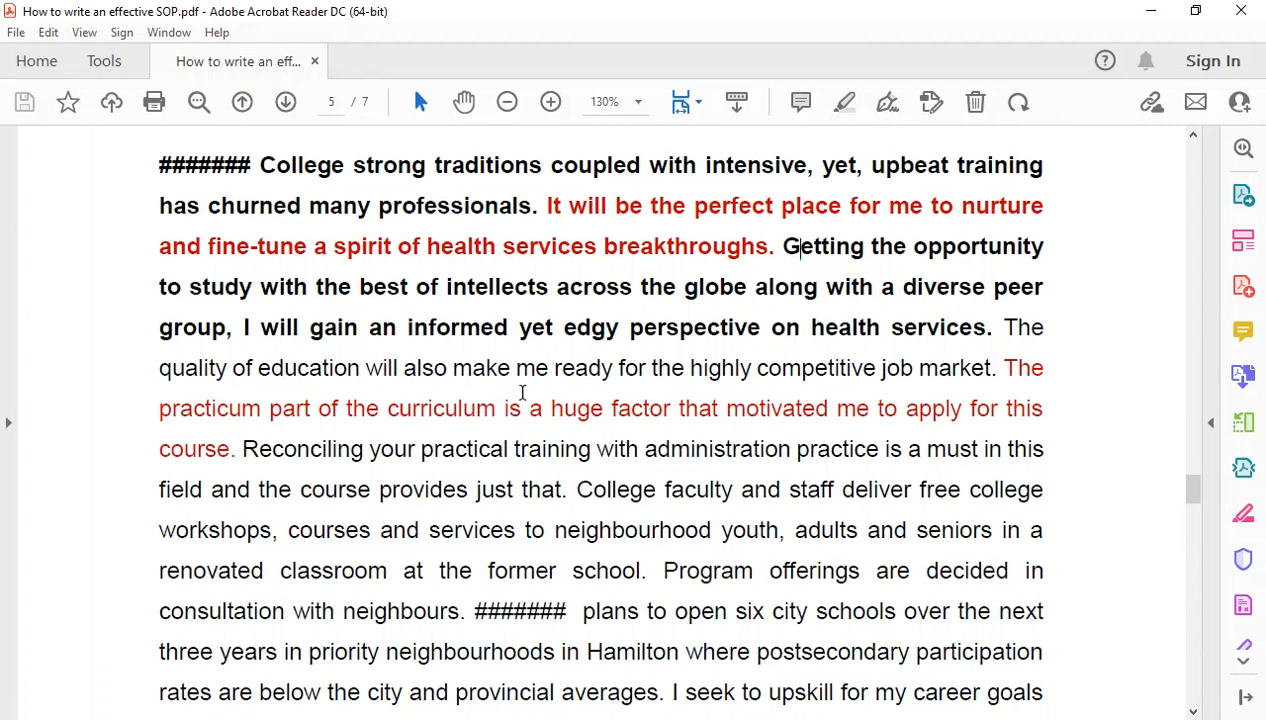 How to write an effective SOP.pdf - Adobe Acrobat Reader DC (64-bit)
File Edit View Sign Window Help
Home Tools How to write an eff... × Sign In
5 / 7 130%
####### College strong traditions coupled with intensive, yet, upbeat training
has churned many professionals. It will be the perfect place for me to nurture
and fine-tune a spirit of health services breakthroughs. Getting the opportunity
to study with the best of intellects across the globe along with a diverse peer
group, I will gain an informed yet edgy perspective on health services. The
quality of education will also make me ready for the highly competitive job market. The
practicum part of the curriculum is a huge factor that motivated me to apply for this
course. Reconciling your practical training with administration practice is a must in this
field and the course provides just that. College faculty and staff deliver free college
workshops, courses and services to neighbourhood youth, adults and seniors in a
renovated classroom at the former school. Program offerings are decided in
consultation with neighbours. ####### plans to open six city schools over the next
three years in priority neighbourhoods in Hamilton where postsecondary participation
rates are below the city and provincial averages. I seek to upskill for my career goals